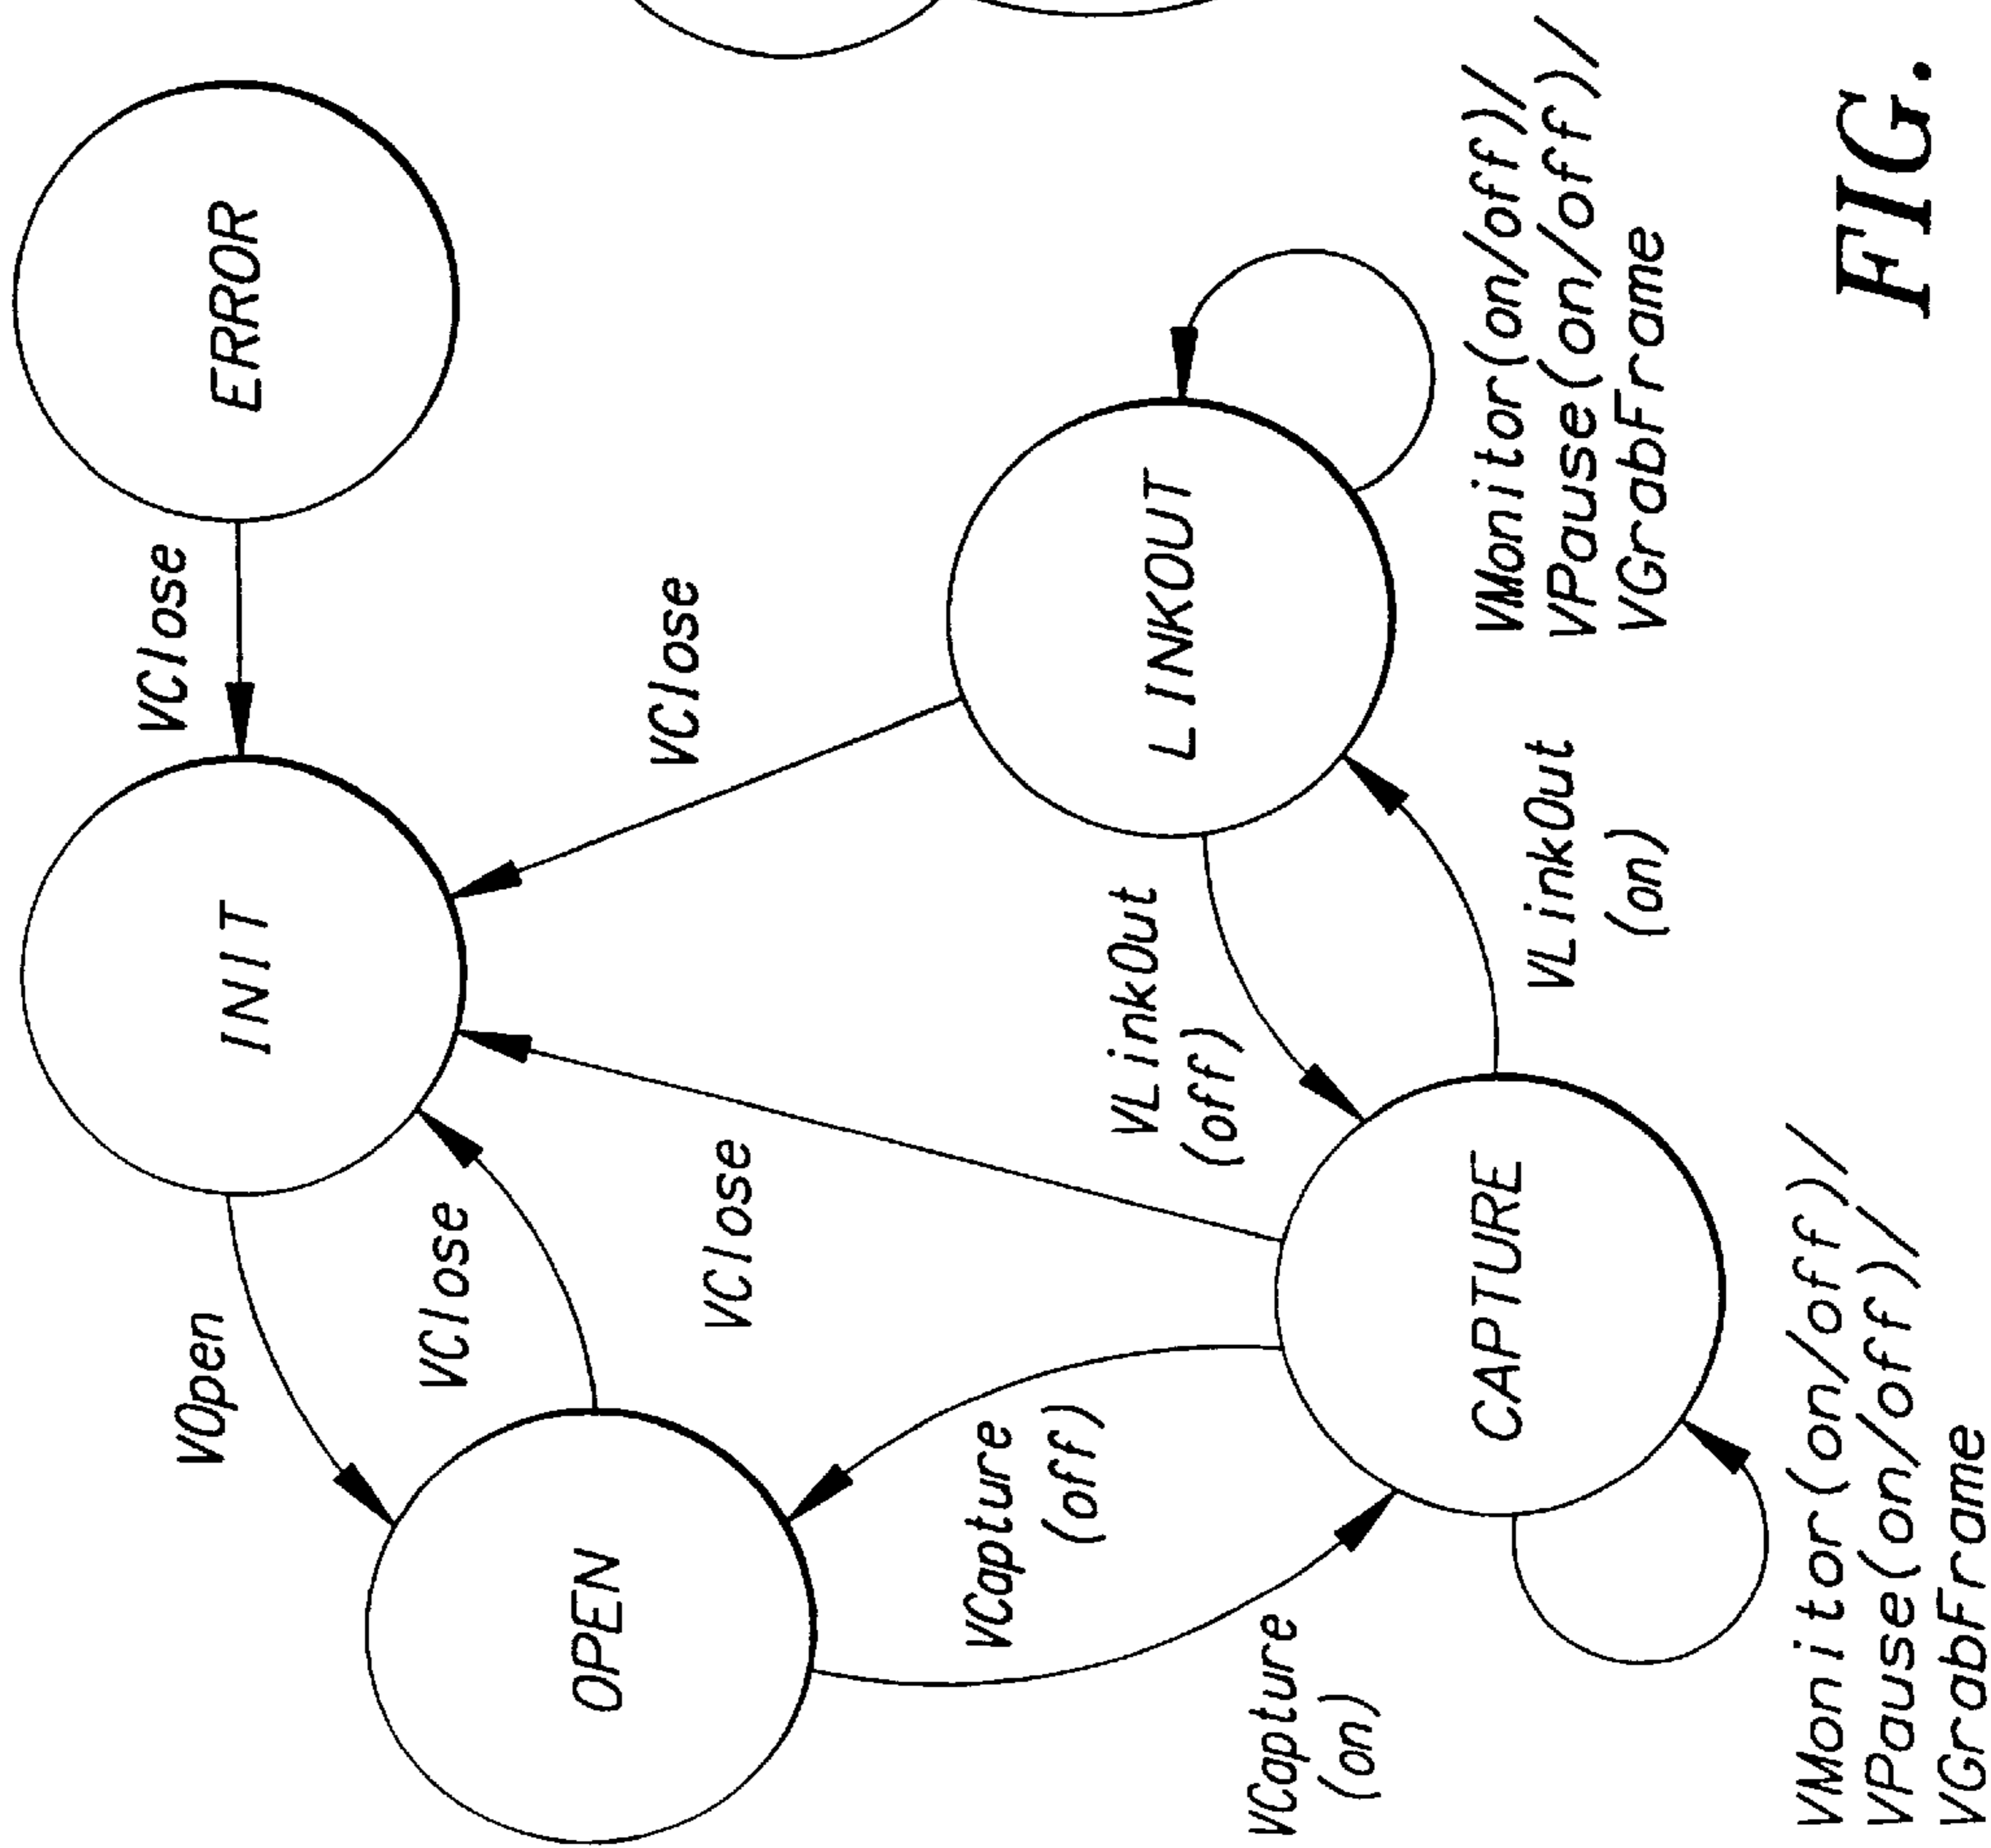 VClose
VOpen
INIT
ERROR
VClose
OPEN
VClose
VClose
VCapture
(off)
VLinkOut
(off)
LINKOUT
VCapture
(on)
CAPTURE
VLinkOut
(on)
VMonitor(on/off)/
VPause(on/off)/
VGrabFrame
VMonitor(on/off)/
VPause(on/off)/
VGrabFrame
FIG.